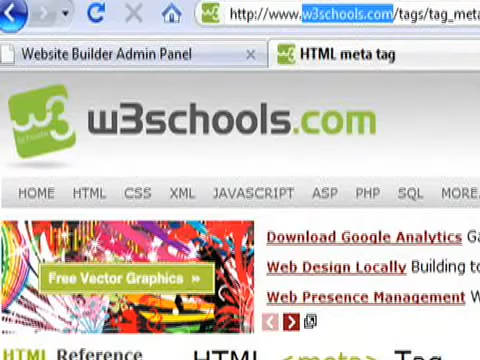 http://www.w3schools.com/tags/tag_meta
Website Builder Admin Panel
HTML meta tag
w3
w3schools.com
HOME HTML CSS XML JAVASCRIPT ASP PHP SQL MORE
Free Vector Graphics »
Download Google Analytics Ga
Web Design Locally Building to
Web Presence Management W
HTML Reference
HTML <meta> Tag